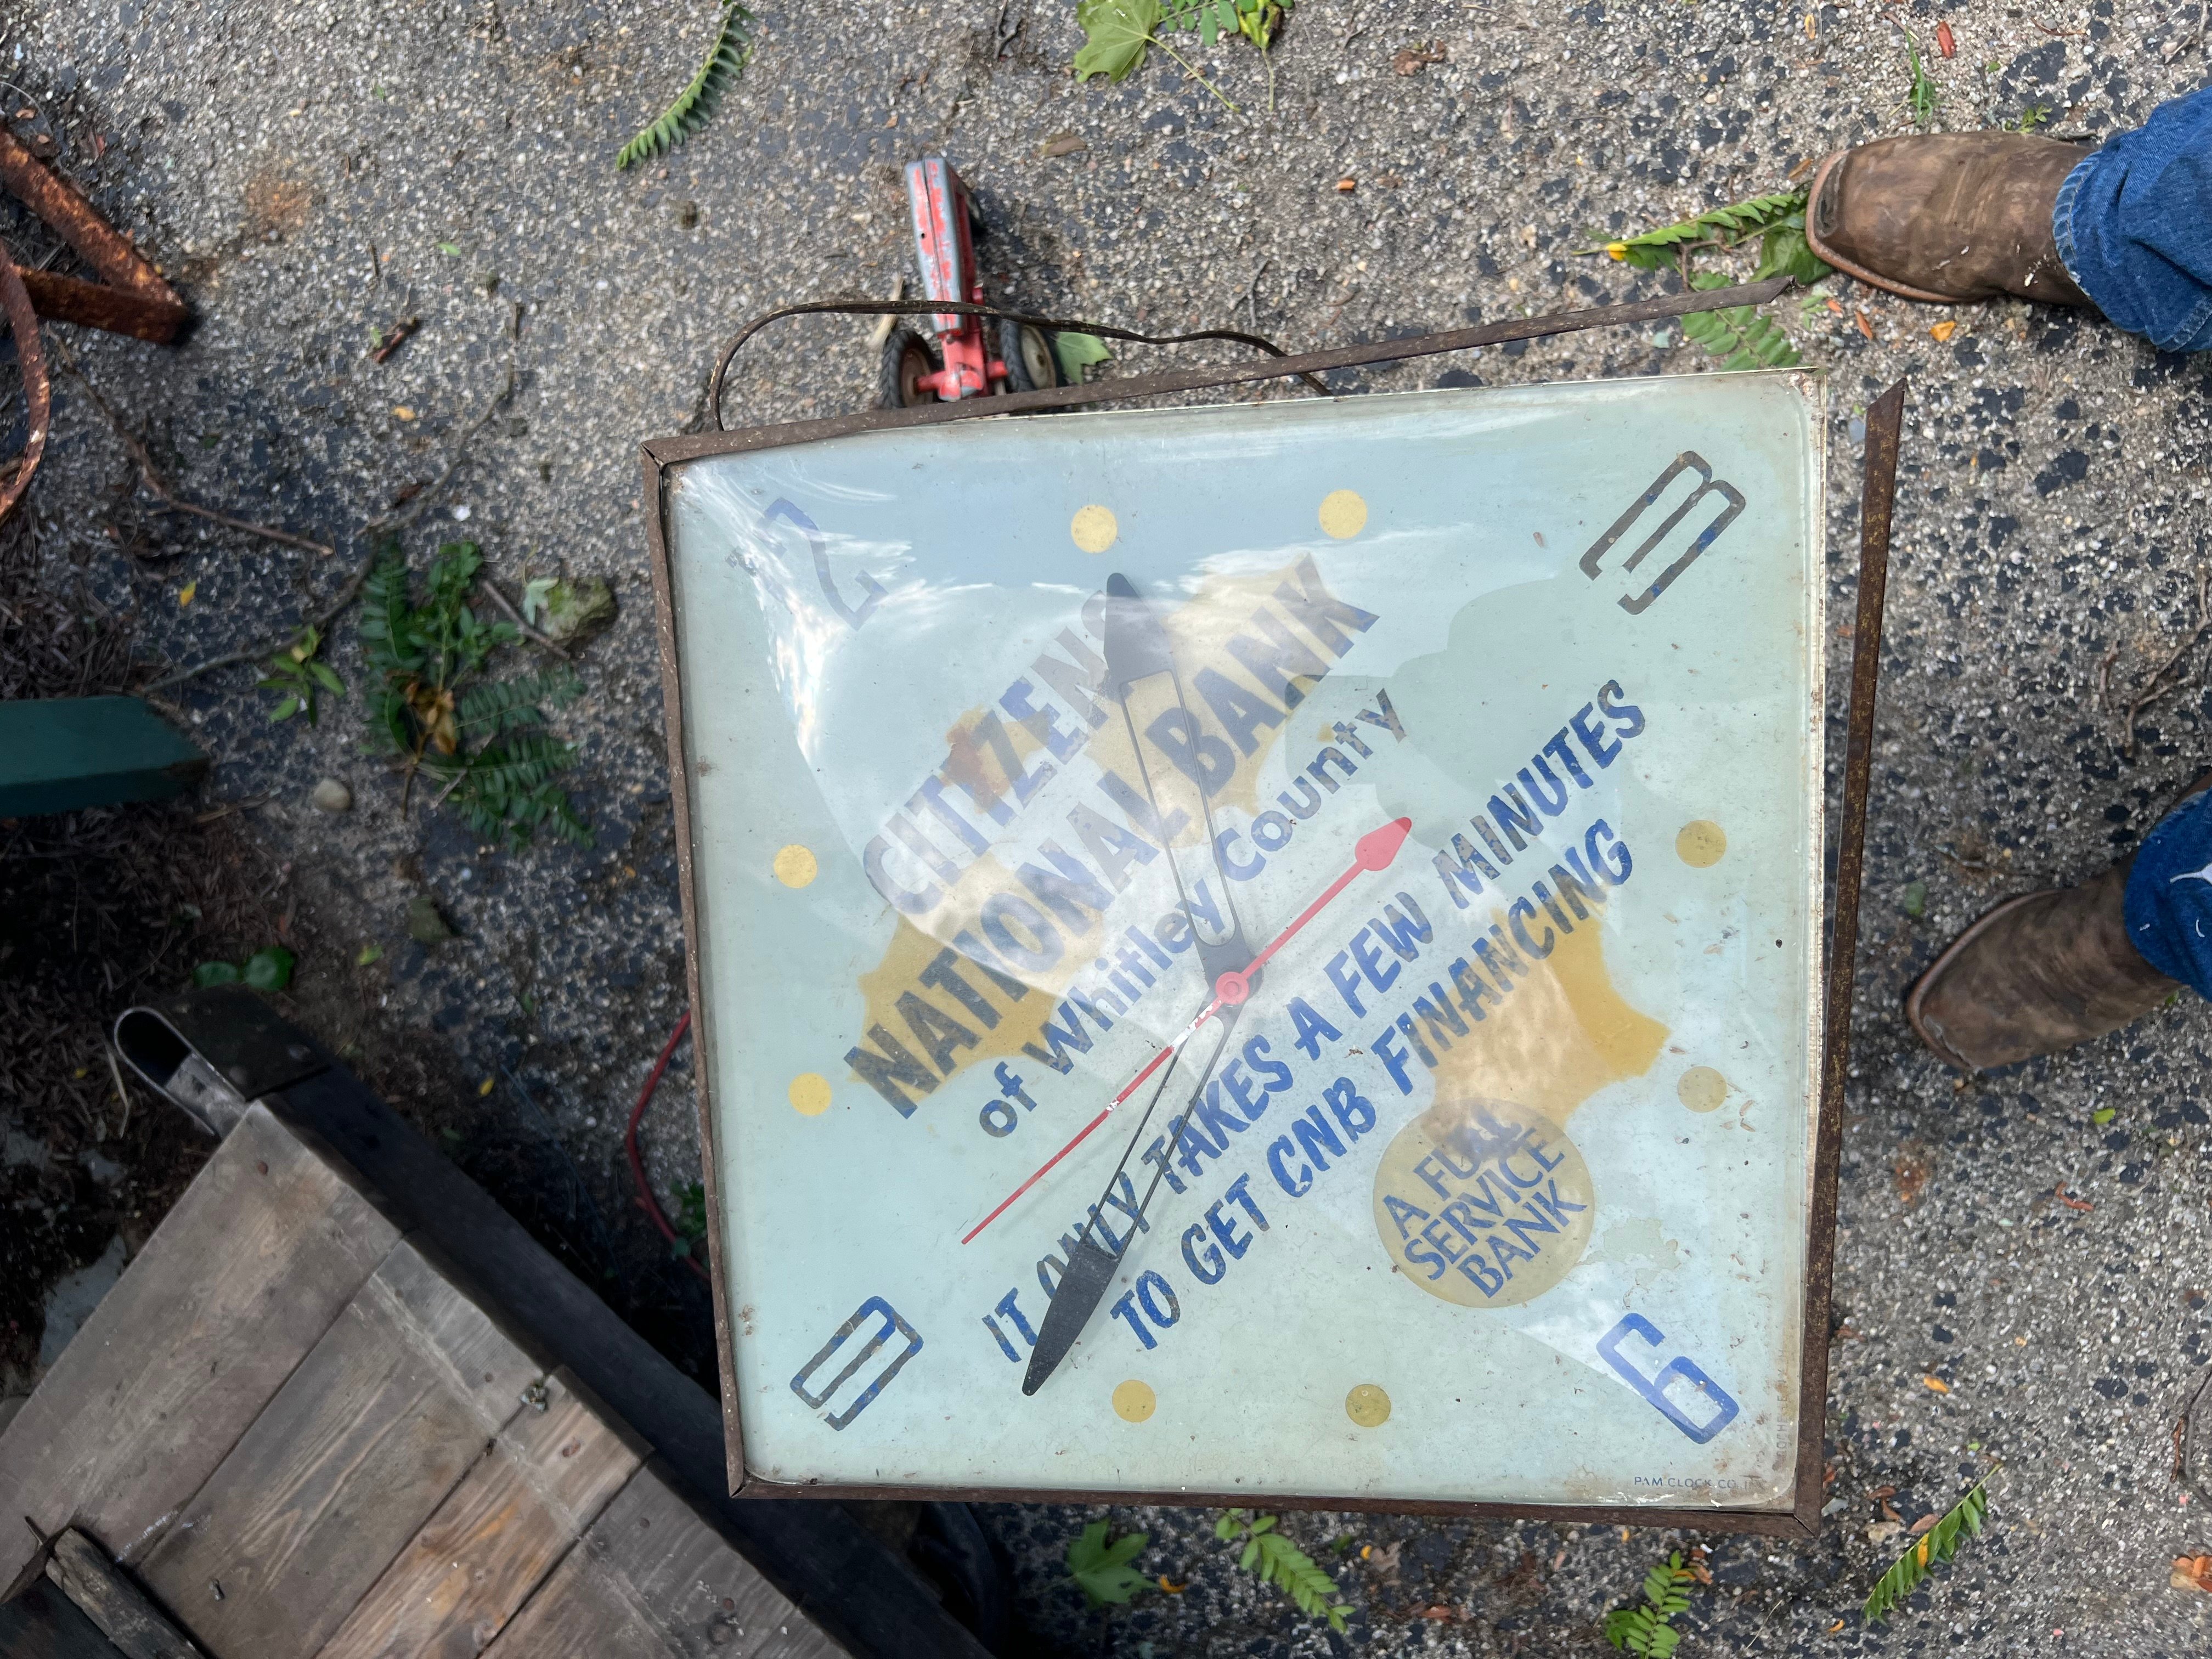 12
3
CITIZENS
NATIONAL BANK
of Whitley County
IT ONLY TAKES A FEW MINUTES
TO GET CNB FINANCING
A FULL
SERVICE
BANK
9
6
PAM CLOCK CO.